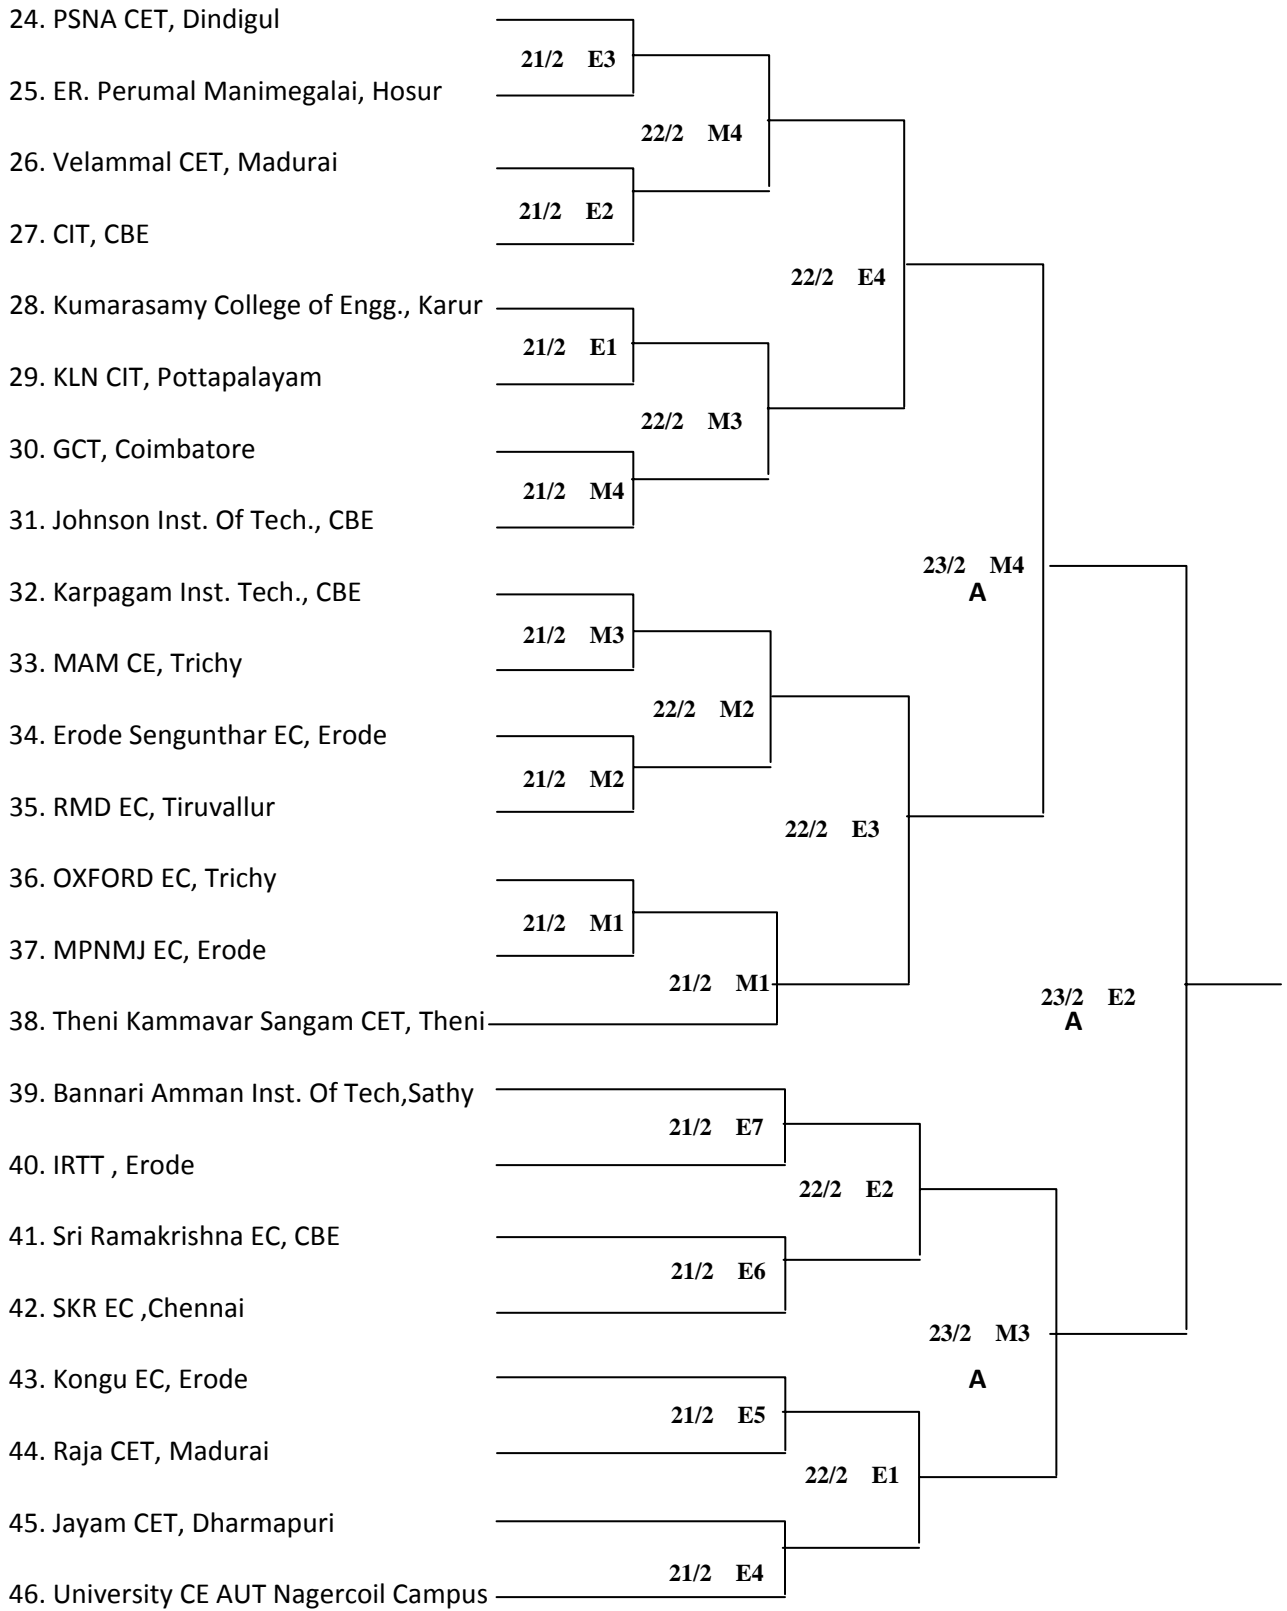 24. PSNA CET, Dindigul
21/2 E3
25. ER. Perumal Manimegalai, Hosur
22/2 M4
26. Velammal CET, Madurai
21/2 E2
27. CIT, CBE
22/2 E4
28. Kumarasamy College of Engg., Karur
21/2 E1
29. KLN CIT, Pottapalayam
22/2 M3
30. GCT, Coimbatore
21/2 M4
31. Johnson Inst. Of Tech., CBE
23/2 M4
A
32. Karpagam Inst. Tech., CBE
21/2 M3
33. MAM CE, Trichy
22/2 M2
34. Erode Sengunthar EC, Erode
21/2 M2
35. RMD EC, Tiruvallur
22/2 E3
36. OXFORD EC, Trichy
21/2 M1
37. MPNMJ EC, Erode
21/2 M1
23/2 E2
A
38. Theni Kammavar Sangam CET, Theni
39. Bannari Amman Inst. Of Tech,Sathy
21/2 E7
40. IRTT , Erode
22/2 E2
41. Sri Ramakrishna EC, CBE
21/2 E6
42. SKR EC ,Chennai
23/2 M3
A
43. Kongu EC, Erode
21/2 E5
44. Raja CET, Madurai
22/2 E1
45. Jayam CET, Dharmapuri
21/2 E4
46. University CE AUT Nagercoil Campus